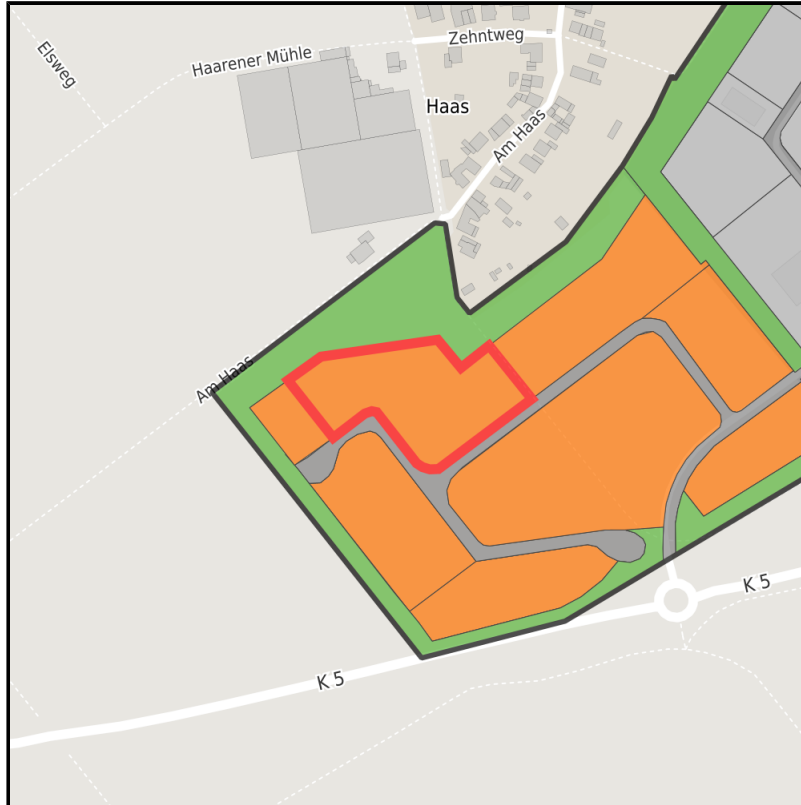 Elsweg
Haarener Mühle
Zehntweg
Haas
Am Haas
Am Haas
K 5
K 5